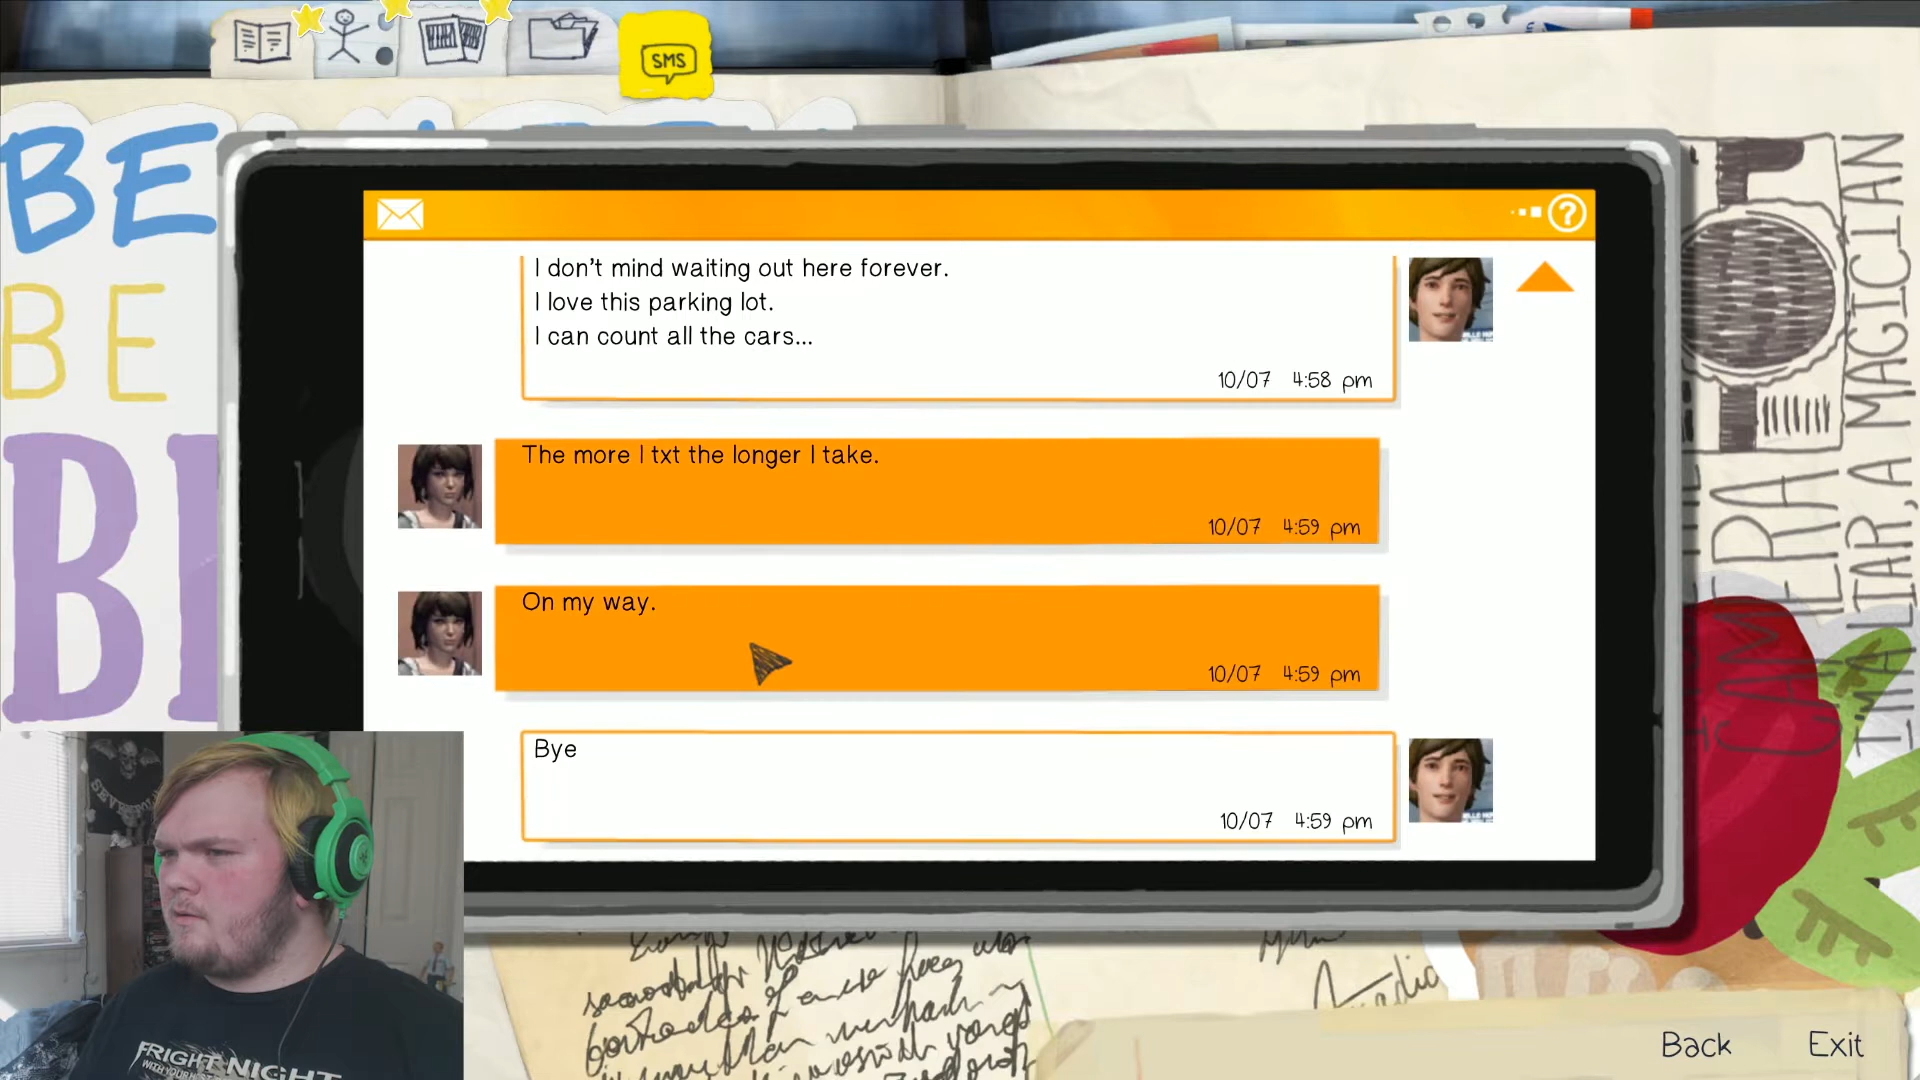 SMS
BE
BE
I don't mind waiting out here forever.
I love this parking lot.
I can count all the cars...
10/07 4:58 pm
The more I txt the longer I take.
10/07 4:59 pm
On my way.
10/07 4:59 pm
Bye
10/07 4:59 pm
CAMERA
I'M A LIAR, A MAGICIAN
FRIGHT NIGHT
Back
Exit